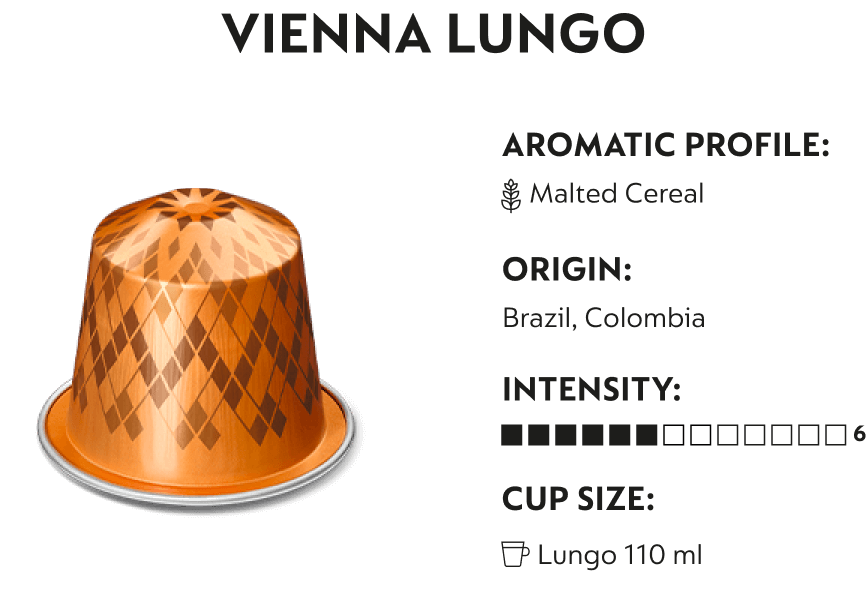 VIENNA LUNGO
AROMATIC PROFILE:
Malted Cereal
ORIGIN:
Brazil, Colombia
INTENSITY:
6
CUP SIZE:
Lungo 110 ml